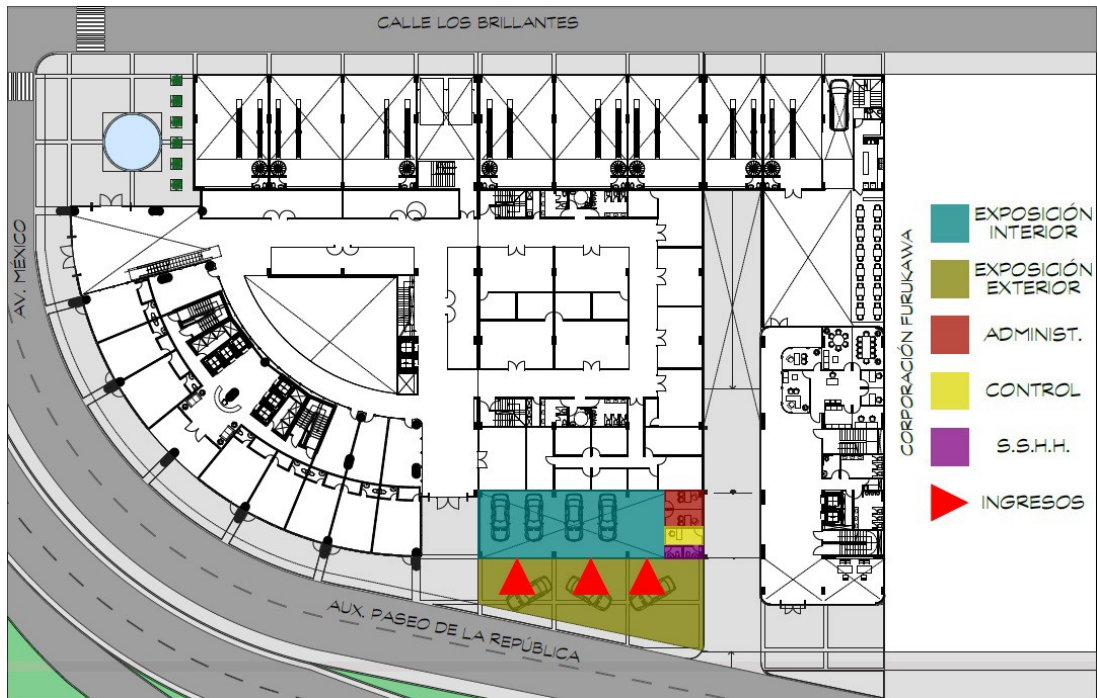 CALLE LOS BRILLANTES
AV. MÉXICO
AUX. PASEO DE LA REPÚBLICA
CORPORACIÓN FURUKAWA
EXPOSICIÓN
INTERIOR
EXPOSICIÓN
EXTERIOR
ADMINIST.
CONTROL
S.S.H.H.
INGRESOS